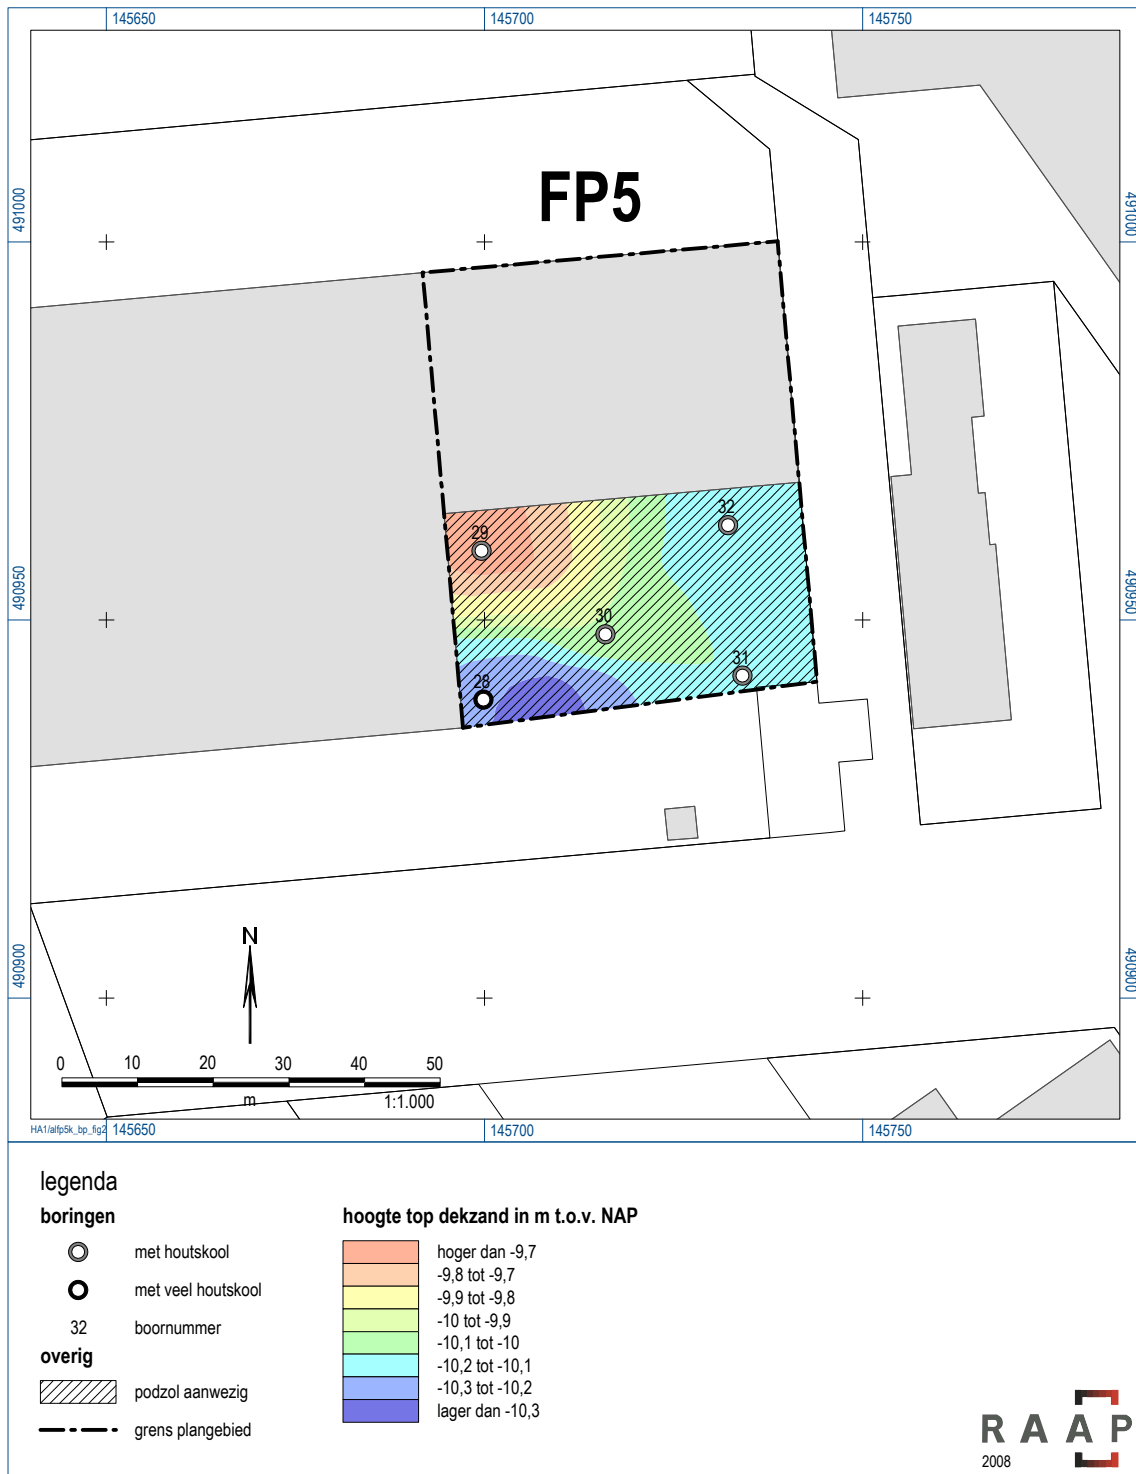 145650 145700 145750
FP5
491000 491000
32
29
490950 490950
30
31
28
490900 490900
N
0 10 20 30 40 50
m 1:1.000
HA1/alfp5k_bp_fig2 145650 145700 145750
legenda
boringen
met houtskool
met veel houtskool
32 boornummer
overig
podzol aanwezig
grens plangebied
hoogte top dekzand in m t.o.v. NAP
hoger dan -9,7
-9,8 tot -9,7
-9,9 tot -9,8
-10 tot -9,9
-10,1 tot -10
-10,2 tot -10,1
-10,3 tot -10,2
lager dan -10,3
RAAP
2008